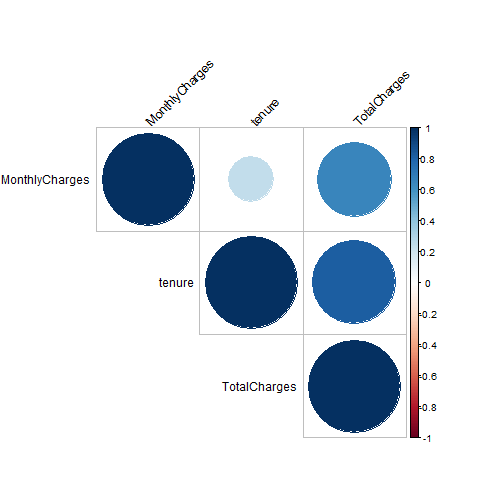 MonthlyCharges
tenure
TotalCharges
MonthlyCharges
tenure
TotalCharges
1
0.8
0.6
0.4
0.2
0
-0.2
-0.4
-0.6
-0.8
-1